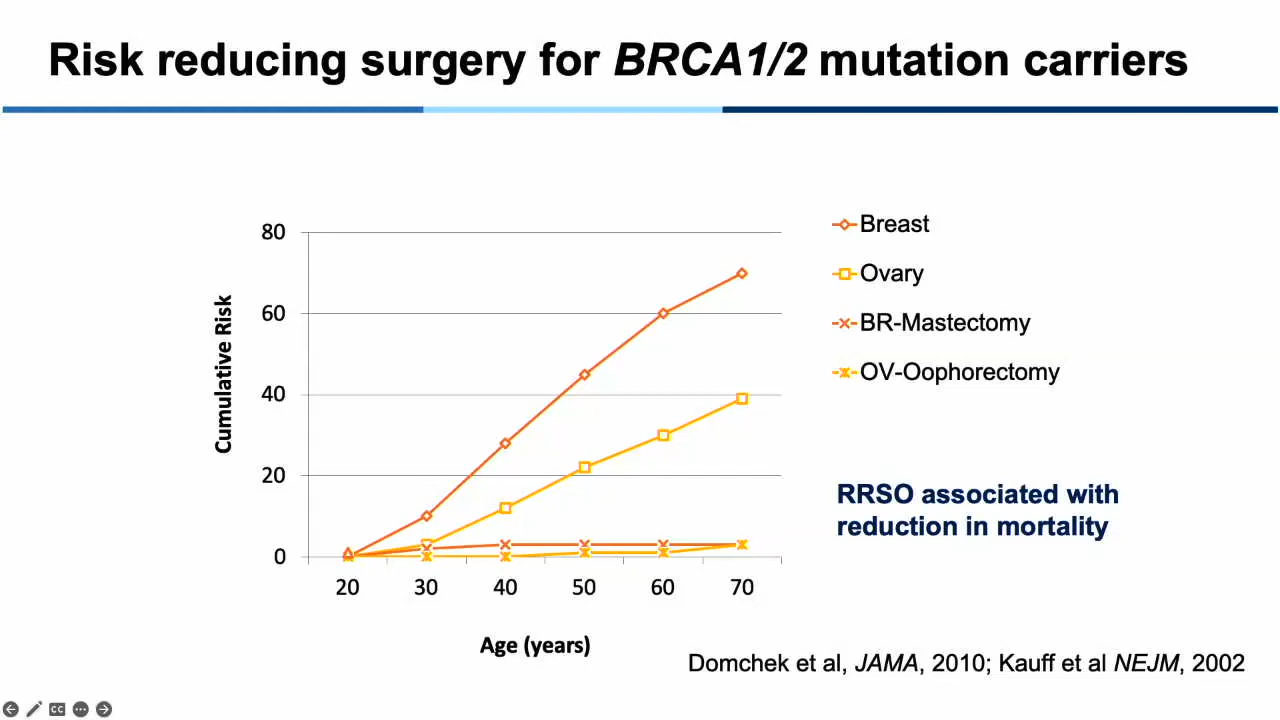 Risk reducing surgery for BRCA1/2 mutation carriers
80
60
40
20
0
Cumulative Risk
20 30 40 50 60 70
Age (years)
Breast
Ovary
BR-Mastectomy
OV-Oophorectomy
RRSO associated with
reduction in mortality
Domchek et al, JAMA, 2010; Kauff et al NEJM, 2002
CC